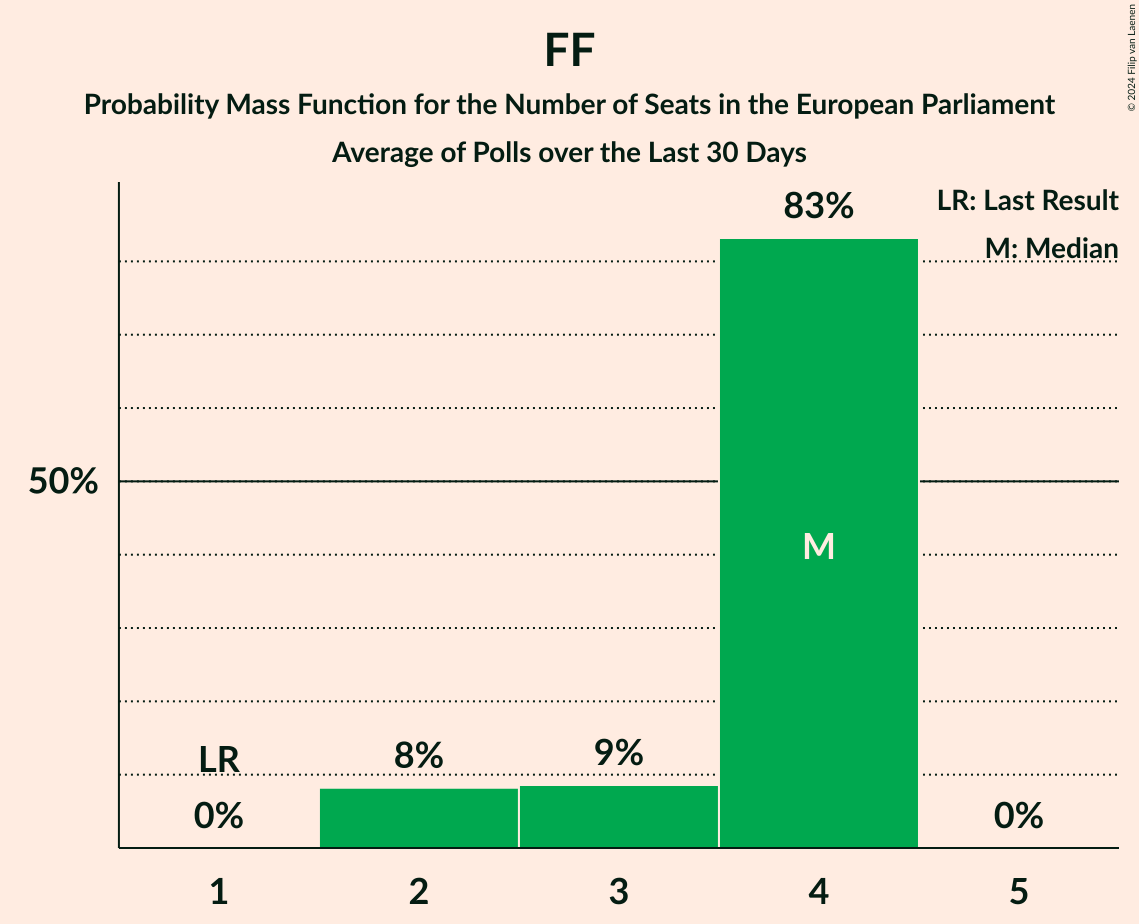 FF
Probability Mass Function for the Number of Seats in the European Parliament
Average of Polls over the Last 30 Days
© 2024 Filip van Laenen
LR: Last Result
M: Median
83%
50%
M
LR
0%
8%
9%
0%
1 2 3 4 5